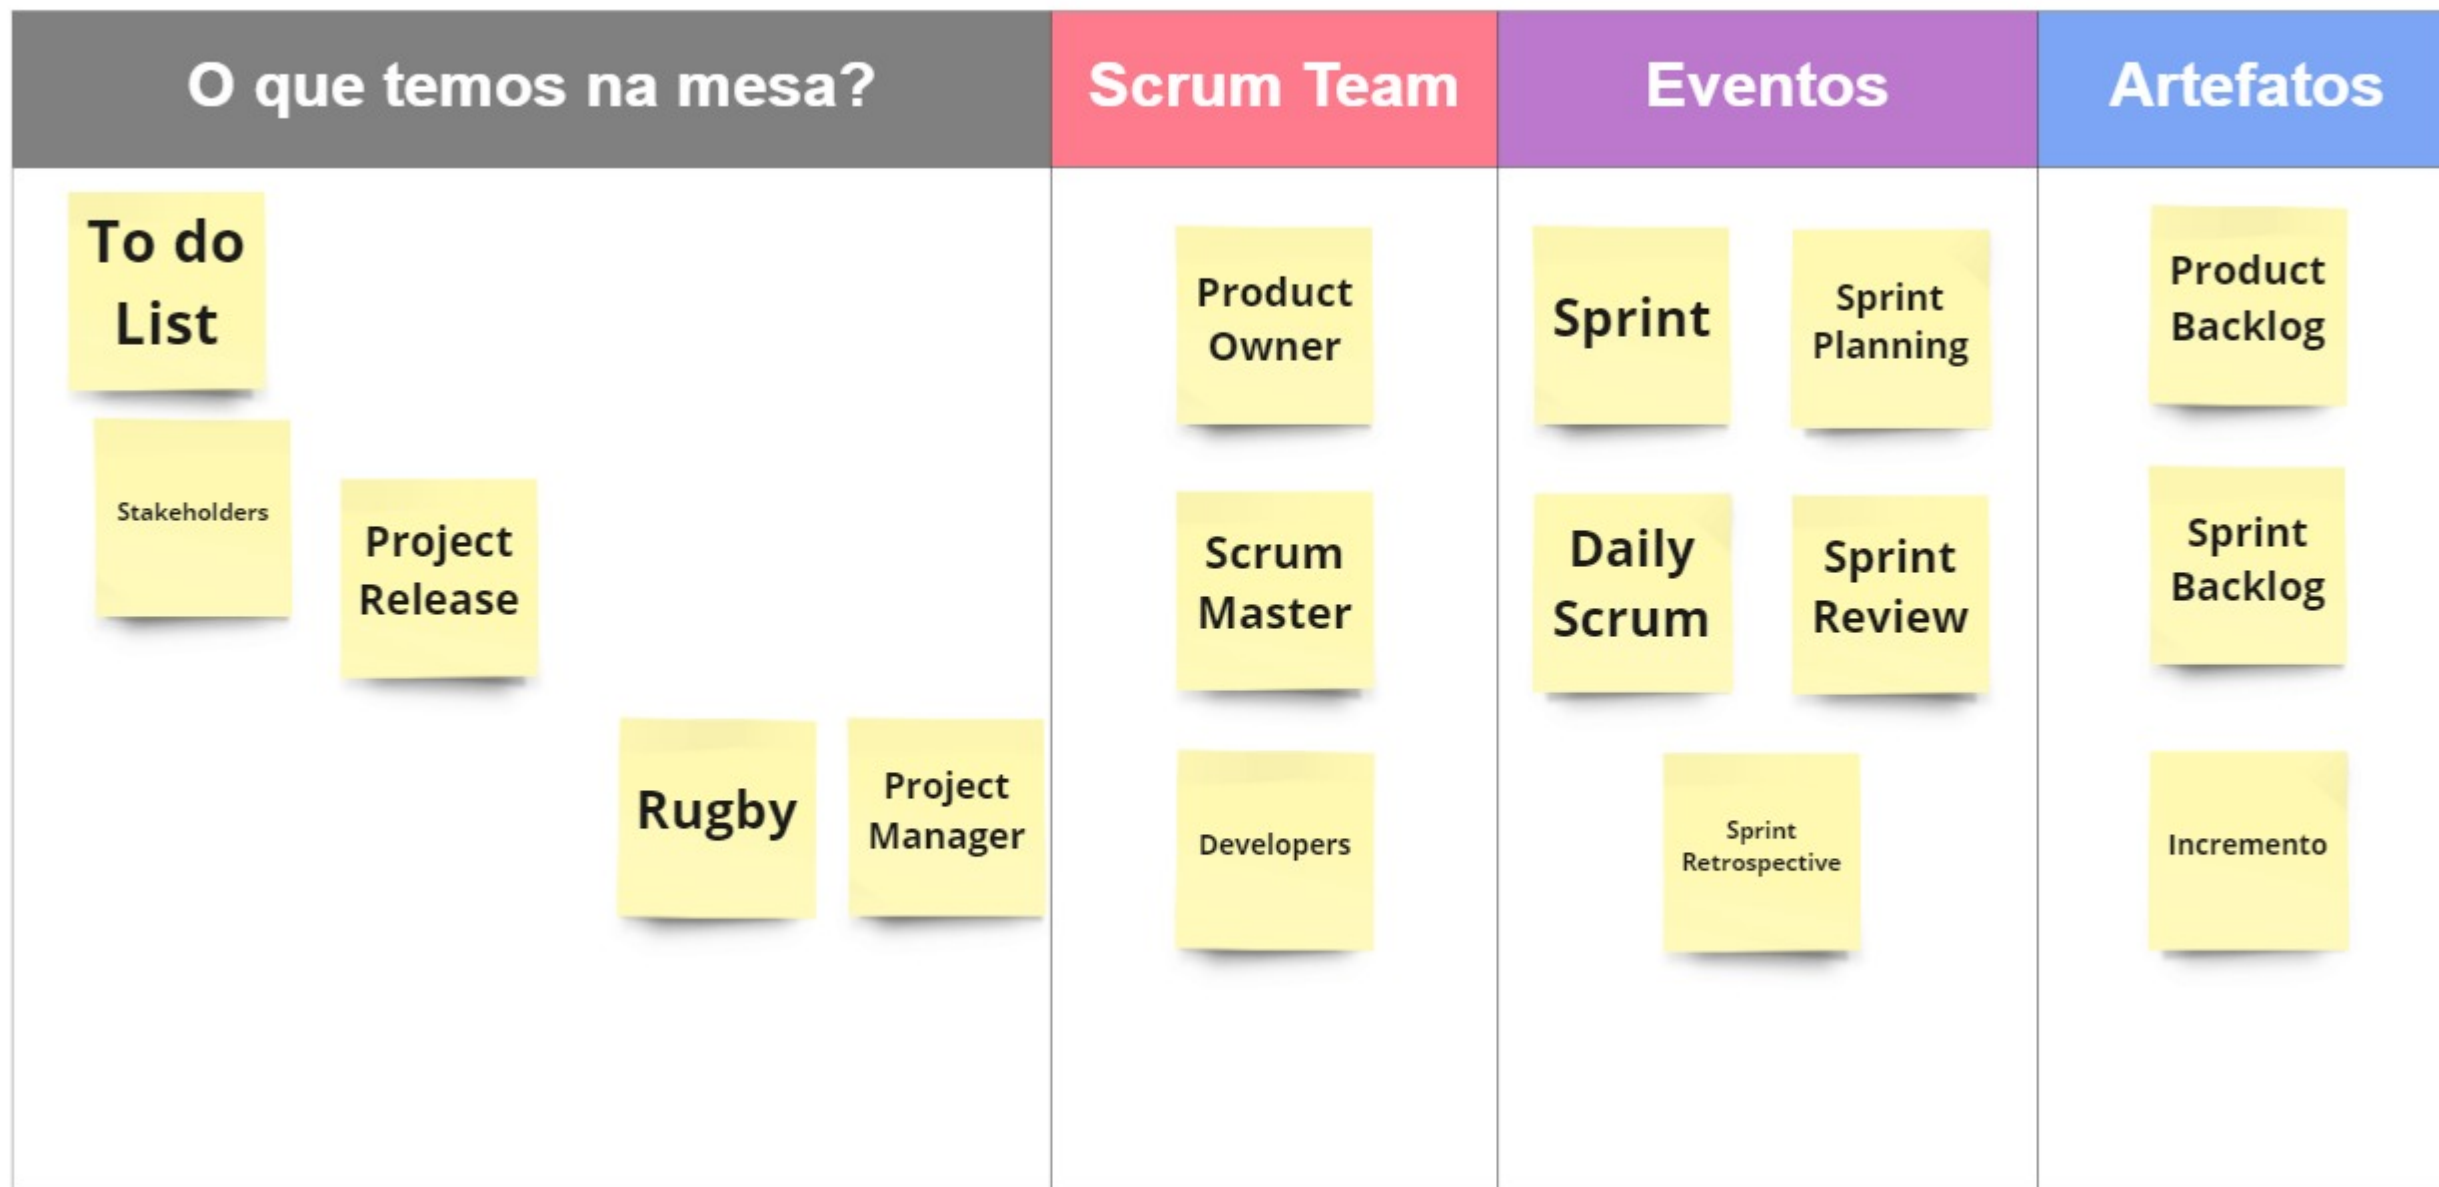 O que temos na mesa?
Scrum Team
Eventos
Artefatos
To do
List
Stakeholders
Project
Release
Rugby
Project
Manager
Product
Owner
Scrum
Master
Developers
Sprint
Sprint
Planning
Daily
Scrum
Sprint
Review
Sprint
Retrospective
Product
Backlog
Sprint
Backlog
Incremento